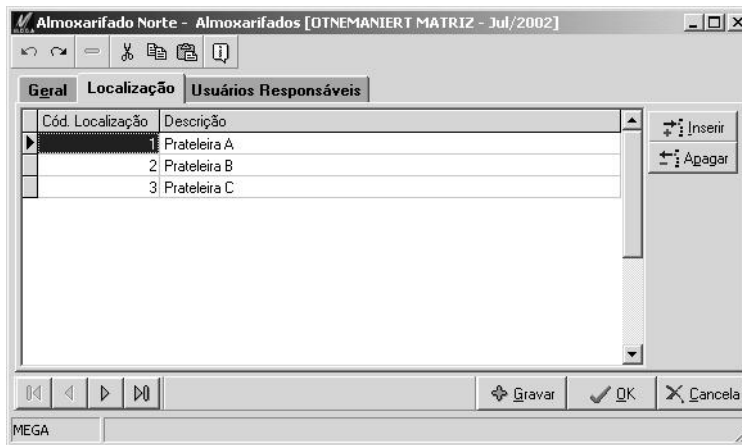 Almoxarifado Norte - Almoxarifados [OTNEMANIERT MATRIZ - Jul/2002]
Geral Localização Usuários Responsáveis
Cód. Localização Descrição
1 Prateleira A
2 Prateleira B
3 Prateleira C
Inserir
Apagar
Gravar OK Cancela
MEGA